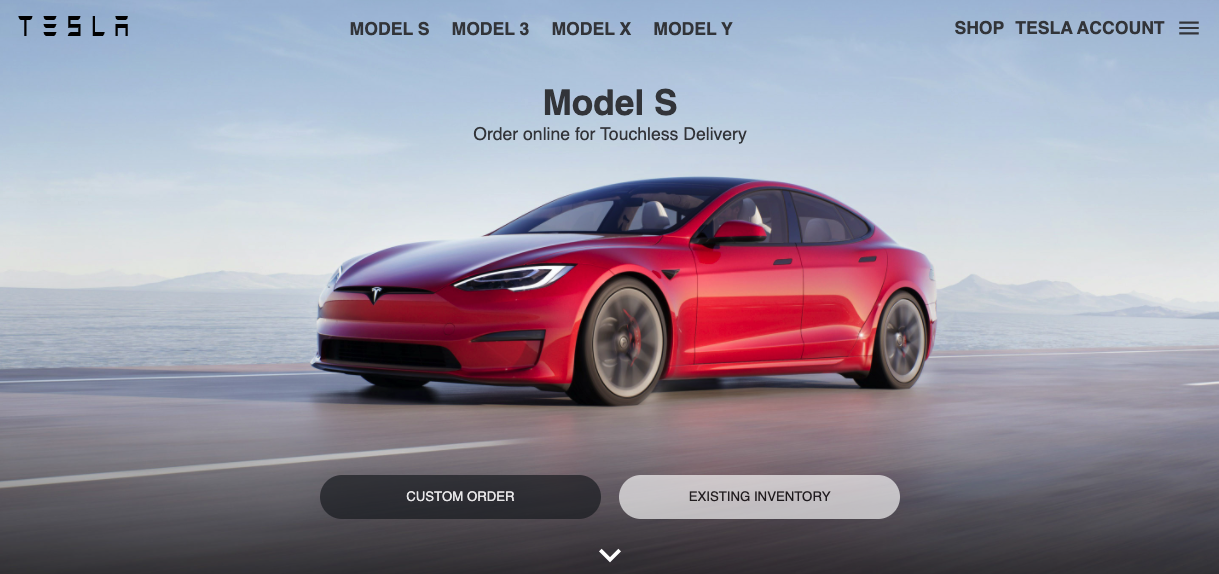 TESLA
MODEL S MODEL 3 MODEL X MODEL Y
SHOP TESLA ACCOUNT
Model S
Order online for Touchless Delivery
CUSTOM ORDER
EXISTING INVENTORY